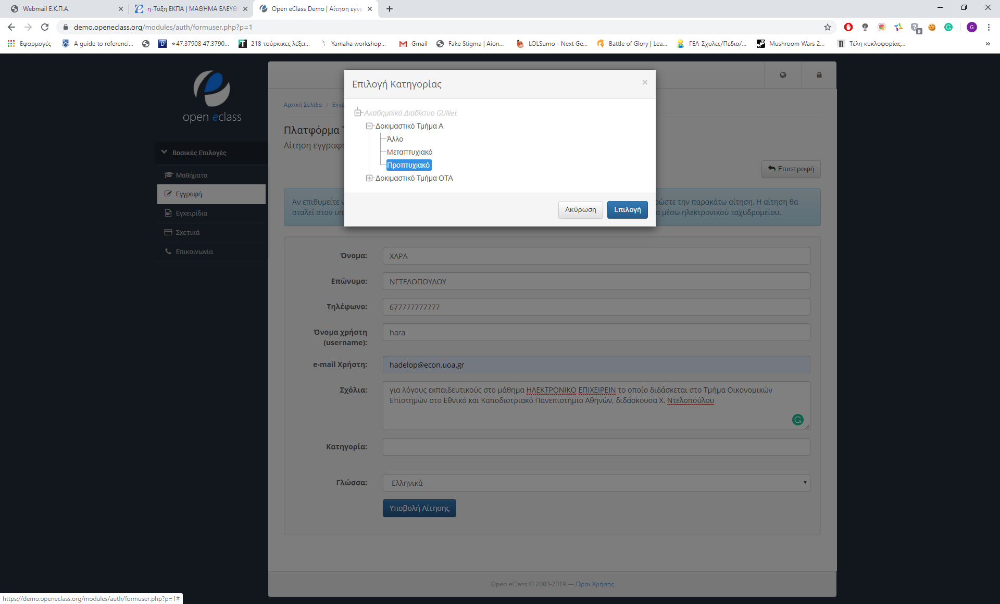 Webmail Ε.Κ.Π.Α.
η-Τάξη ΕΚΠΑ | ΜΑΘΗΜΑ ΕΛΕΥΘ
Open eClass Demo | Αίτηση εγγρ
demo.openeclass.org/modules/auth/formuser.php?p=1
Εφαρμογές
A guide to referenci...
47.37908 47.3790...
218 τούρκικες λέξει...
Yamaha workshop...
Gmail
Fake Stigma | Aion...
LOLSumo - Next Ge...
Battle of Glory | Lea...
ΓΕΛ-Σχολες/Πεδια/...
Mushroom Wars 2...
Τέλη κυκλοφορίας...
open eclass
Βασικές Επιλογές
Μαθήματα
Εγγραφή
Εγχειρίδια
Σχετικά
Επικοινωνία
Επιλογή Κατηγορίας
Ακαδημαϊκό Διαδίκτυο GUNet
Δοκιμαστικό Τμήμα Α
Άλλο
Μεταπτυχιακό
Προπτυχιακό
Δοκιμαστικό Τμήμα ΟΤΑ
Ακύρωση
Επιλογή
Αρχική Σελίδα / Εγγρ
Πλατφόρμα
Αίτηση εγγραφ
Επιστροφή
Αν επιθυμείτε ώστε την παρακάτω αίτηση. Η αίτηση θα
σταλεί στον υπ α μέσω ηλεκτρονικού ταχυδρομείου.
Όνομα: ΧΑΡΑ
Επώνυμο: ΝΓΤΕΛΟΠΟΥΛΟΥ
Τηλέφωνο: 677777777777
Όνομα χρήστη
(username): hara
e-mail Χρήστη: hadelop@econ.uoa.gr
Σχόλια: για λόγους εκπαιδευτικούς στο μάθημα ΗΛΕΚΤΡΟΝΙΚΟ ΕΠΙΧΕΙΡΕΙΝ το οποίο διδάσκεται στο Τμήμα Οικονομικών
Επιστημών στο Εθνικό και Καποδιστριακό Πανεπιστήμιο Αθηνών, διδάσκουσα Χ. Ντελοπούλου
Κατηγορία:
Γλώσσα: Ελληνικά
Υποβολή Αίτησης
Open eClass © 2003-2019 — Όροι Χρήσης
https://demo.openeclass.org/modules/auth/formuser.php?p=1#